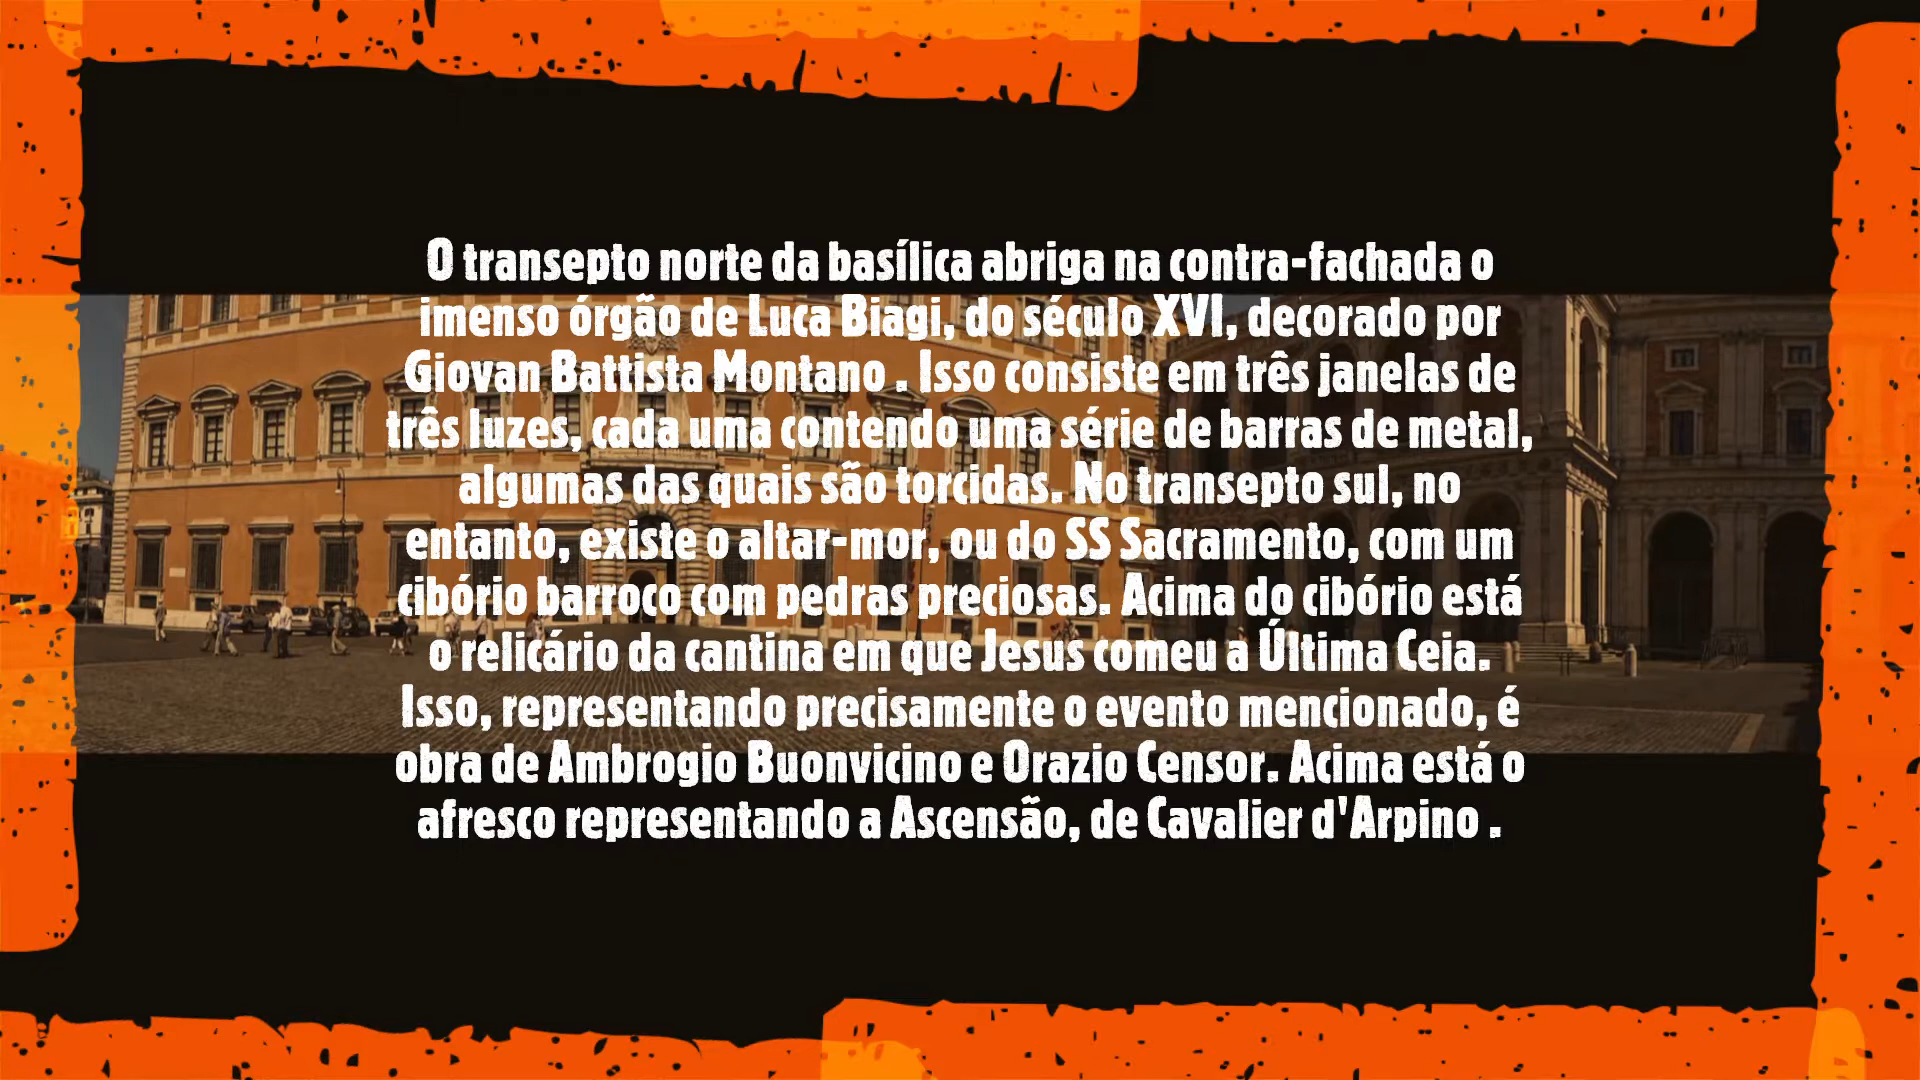 O transepto norte da basílica abriga na contra-fachada o
imenso órgão de Luca Biagi, do século XVI, decorado por
Giovan Battista Montano . Isso consiste em três janelas de
três luzes, cada uma contendo uma série de barras de metal,
algumas das quais são torcidas. No transepto sul, no
entanto, existe o altar-mor, ou do SS Sacramento, com um
cibório barroco com pedras preciosas. Acima do cibório está
o relicário da cantina em que Jesus comeu a Última Ceia.
Isso, representando precisamente o evento mencionado, é
obra de Ambrogio Buonvicino e Orazio Censor. Acima está o
afresco representando a Ascensão, de Cavalier d'Arpino .